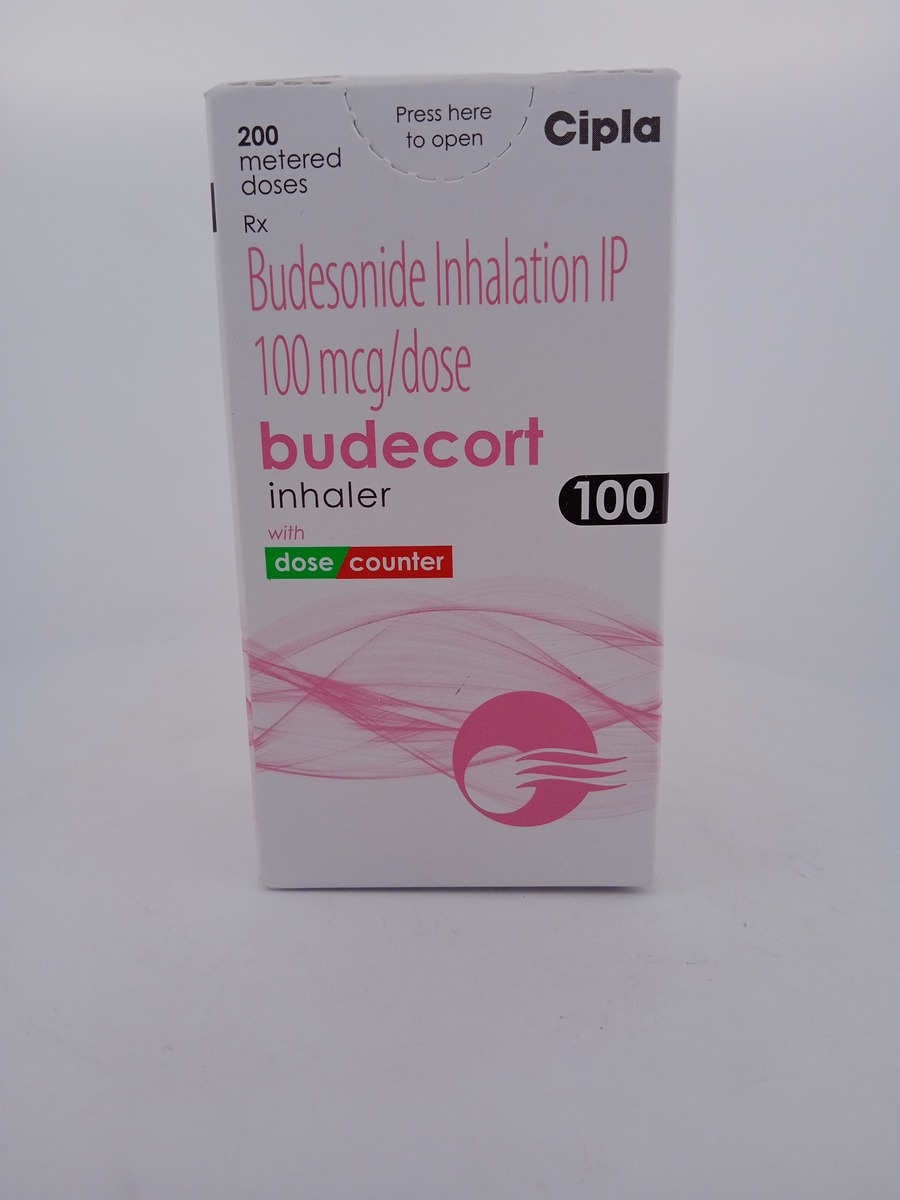 200
metered
doses
Press here
to open
Cipla
Rx
Budesonide Inhalation IP
100 mcg/dose
budecort
inhaler
100
with
dose counter